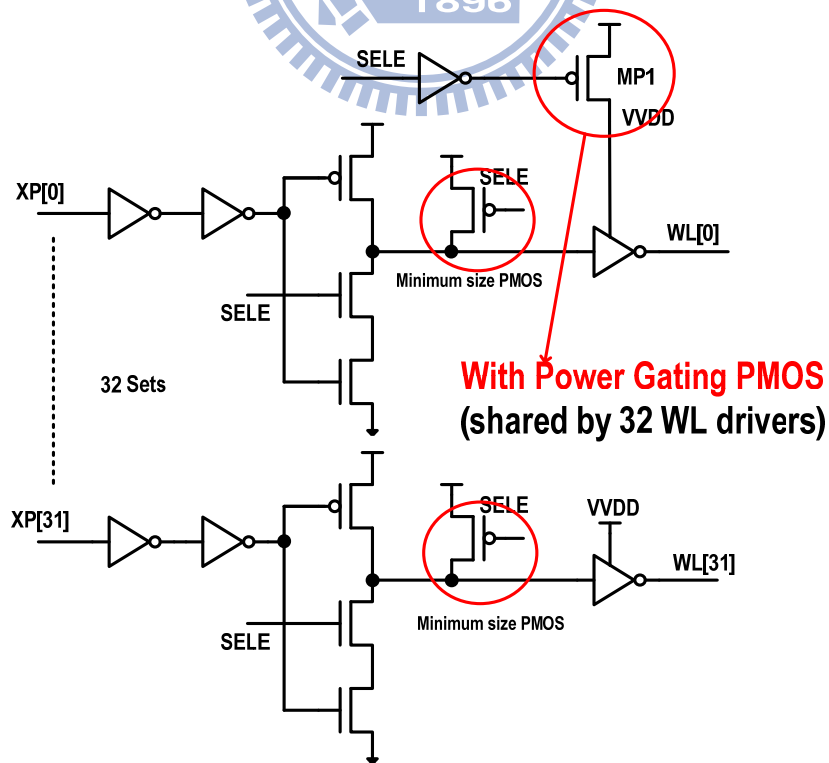 1896
SELE
MP1
VVDD
SELE
XP[0]
WL[0]
Minimum size PMOS
SELE
32 Sets
With Power Gating PMOS
(shared by 32 WL drivers)
SELE
VVDD
XP[31]
WL[31]
Minimum size PMOS
SELE